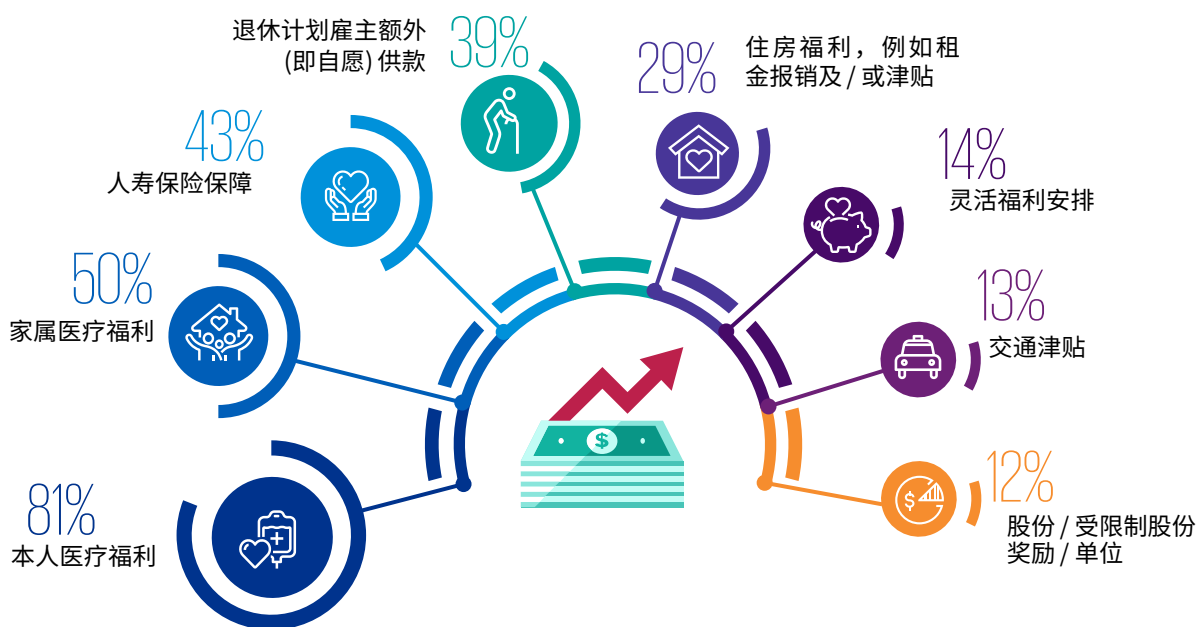 81%
本人医疗福利
50%
家属医疗福利
43%
人寿保险保障
39%
退休计划雇主额外
(即自愿) 供款
29%
住房福利，例如租
金报销及 / 或津贴
14%
灵活福利安排
13%
交通津贴
12%
股份 / 受限制股份
奖励 / 单位
$
$